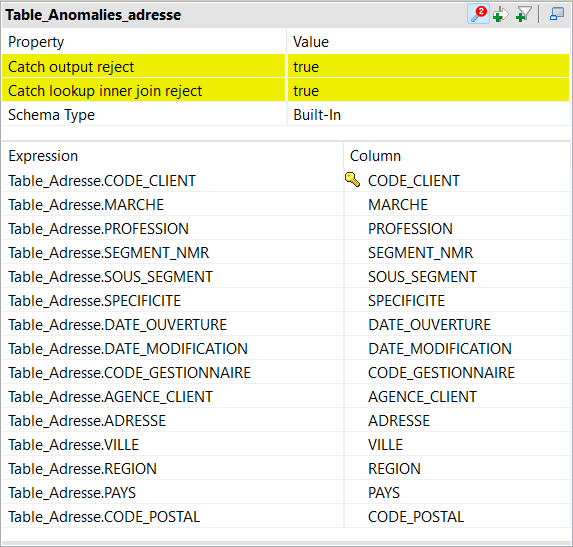 Table_Anomalies_adresse
2
Property Value
Catch output reject true
Catch lookup inner join reject true
Schema Type Built-In
Expression Column
Table_Adresse.CODE_CLIENT CODE_CLIENT
Table_Adresse.MARCHE MARCHE
Table_Adresse.PROFESSION PROFESSION
Table_Adresse.SEGMENT_NMR SEGMENT_NMR
Table_Adresse.SOUS_SEGMENT SOUS_SEGMENT
Table_Adresse.SPECIFICITE SPECIFICITE
Table_Adresse.DATE_OUVERTURE DATE_OUVERTURE
Table_Adresse.DATE_MODIFICATION DATE_MODIFICATION
Table_Adresse.CODE_GESTIONNAIRE CODE_GESTIONNAIRE
Table_Adresse.AGENCE_CLIENT AGENCE_CLIENT
Table_Adresse.ADRESSE ADRESSE
Table_Adresse.VILLE VILLE
Table_Adresse.REGION REGION
Table_Adresse.PAYS PAYS
Table_Adresse.CODE_POSTAL CODE_POSTAL